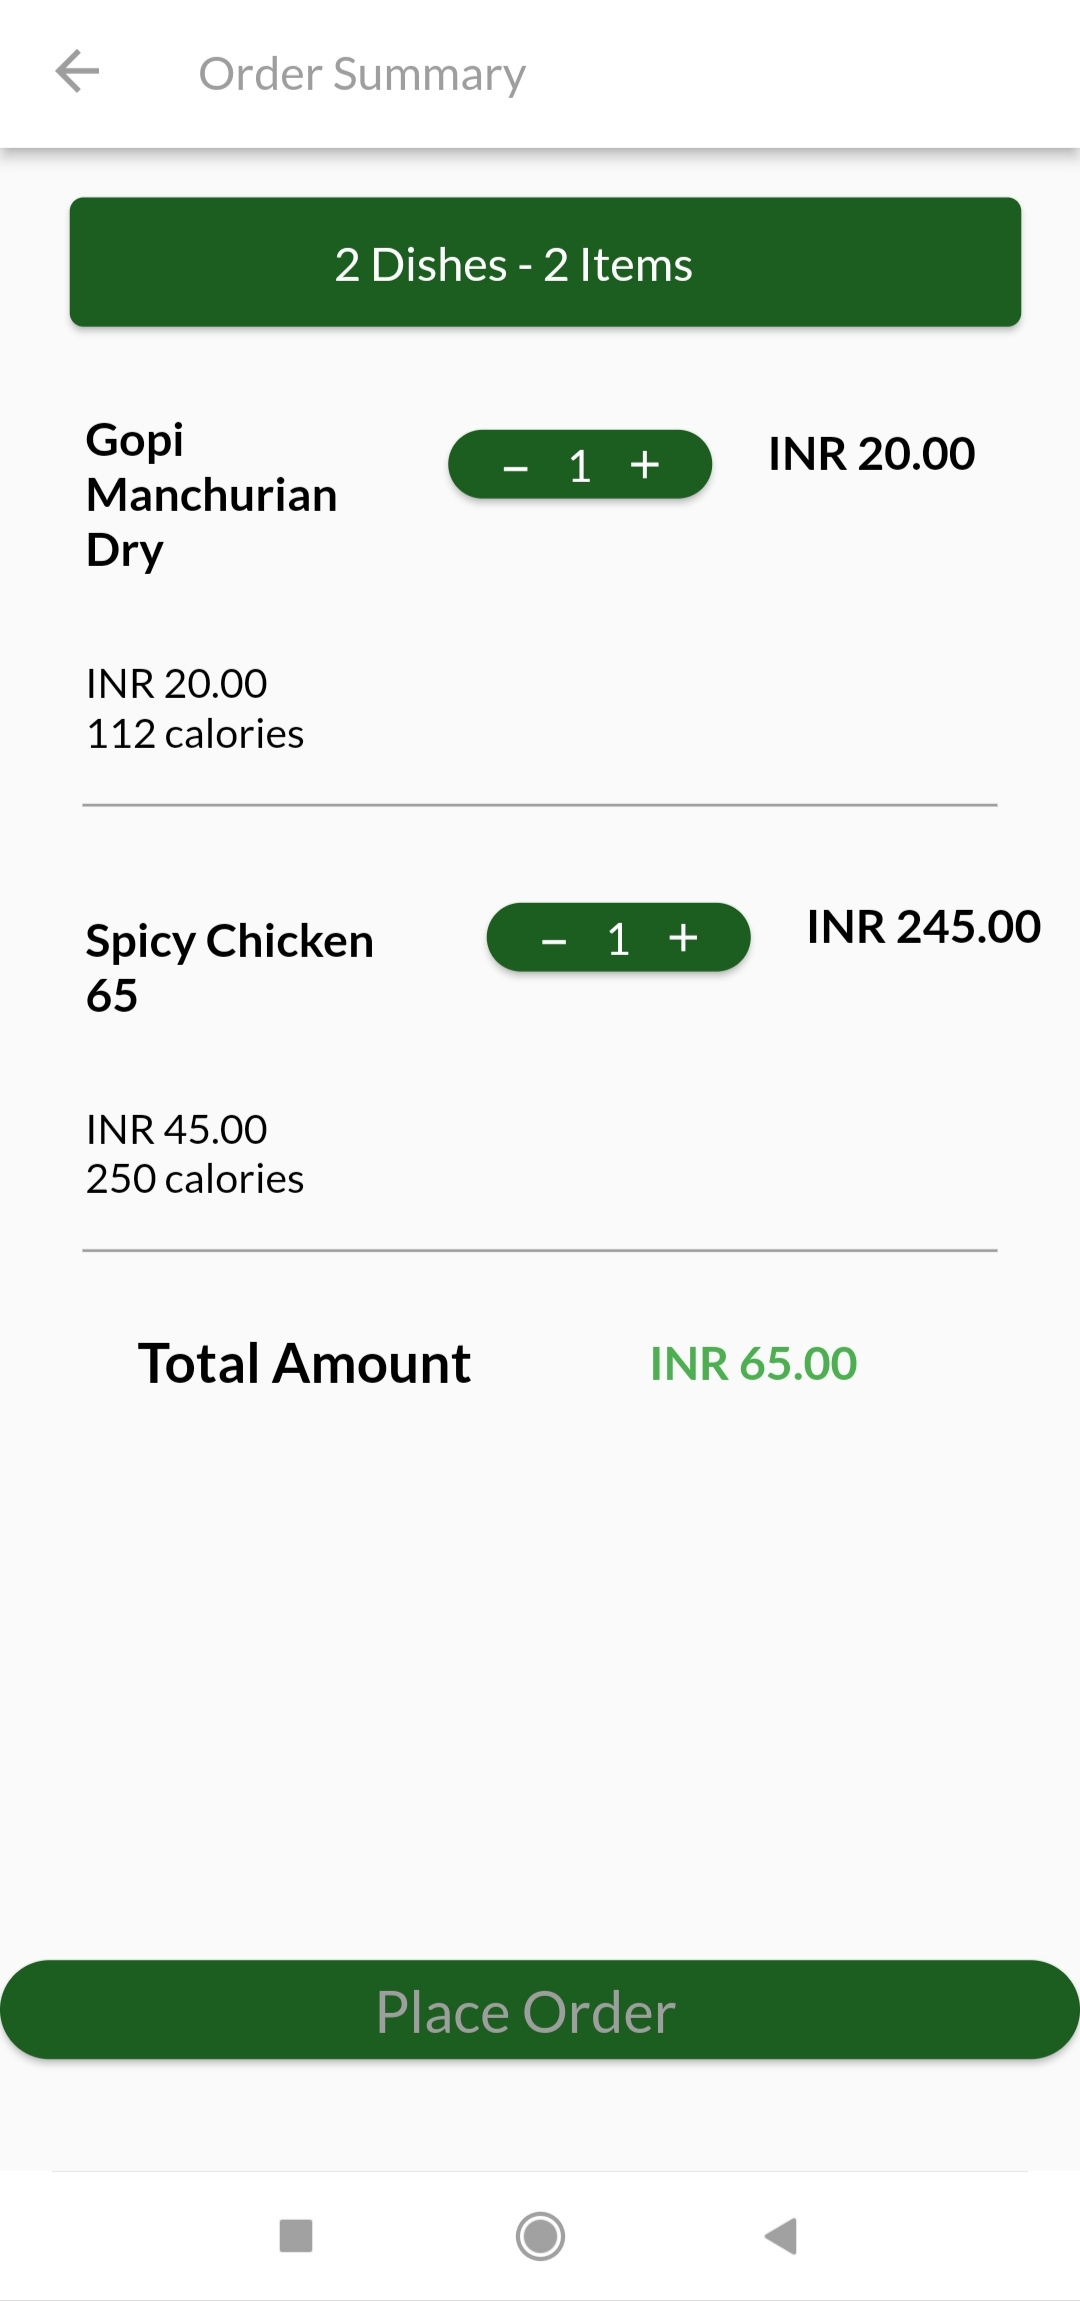 Order Summary
2 Dishes - 2 Items
Gopi
Manchurian
Dry
– 1 +
INR 20.00
INR 20.00
112 calories
Spicy Chicken
65
– 1 +
INR 245.00
INR 45.00
250 calories
Total Amount
INR 65.00
Place Order